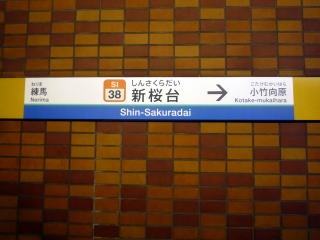 ねりま
練馬
Nerima
SI
38
しんさくらだい
新桜台
Shin-Sakuradai
→
こたけむかいはら
小竹向原
Kotake-mukaihara